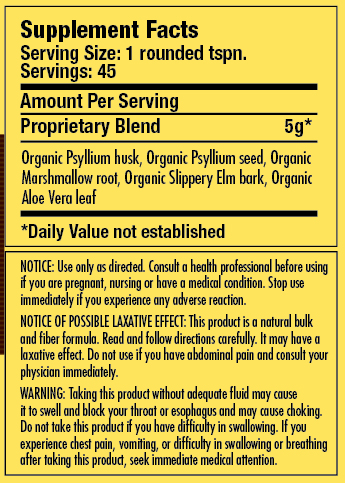 Supplement Facts
Serving Size: 1 rounded tspn.
Servings: 45
Amount Per Serving
Proprietary Blend 5g*
Organic Psyllium husk, Organic Psyllium seed, Organic
Marshmallow root, Organic Slippery Elm bark, Organic
Aloe Vera leaf
*Daily Value not established
NOTICE: Use only as directed. Consult a health professional before using
if you are pregnant, nursing or have a medical condition. Stop use
immediately if you experience any adverse reaction.
NOTICE OF POSSIBLE LAXATIVE EFFECT: This product is a natural bulk
and fiber formula. Read and follow directions carefully. It may have a
laxative effect. Do not use if you have abdominal pain and consult your
physician immediately.
WARNING: Taking this product without adequate fluid may cause
it to swell and block your throat or esophagus and may cause choking.
Do not take this product if you have difficulty in swallowing. If you
experience chest pain, vomiting, or difficulty in swallowing or breathing
after taking this product, seek immediate medical attention.